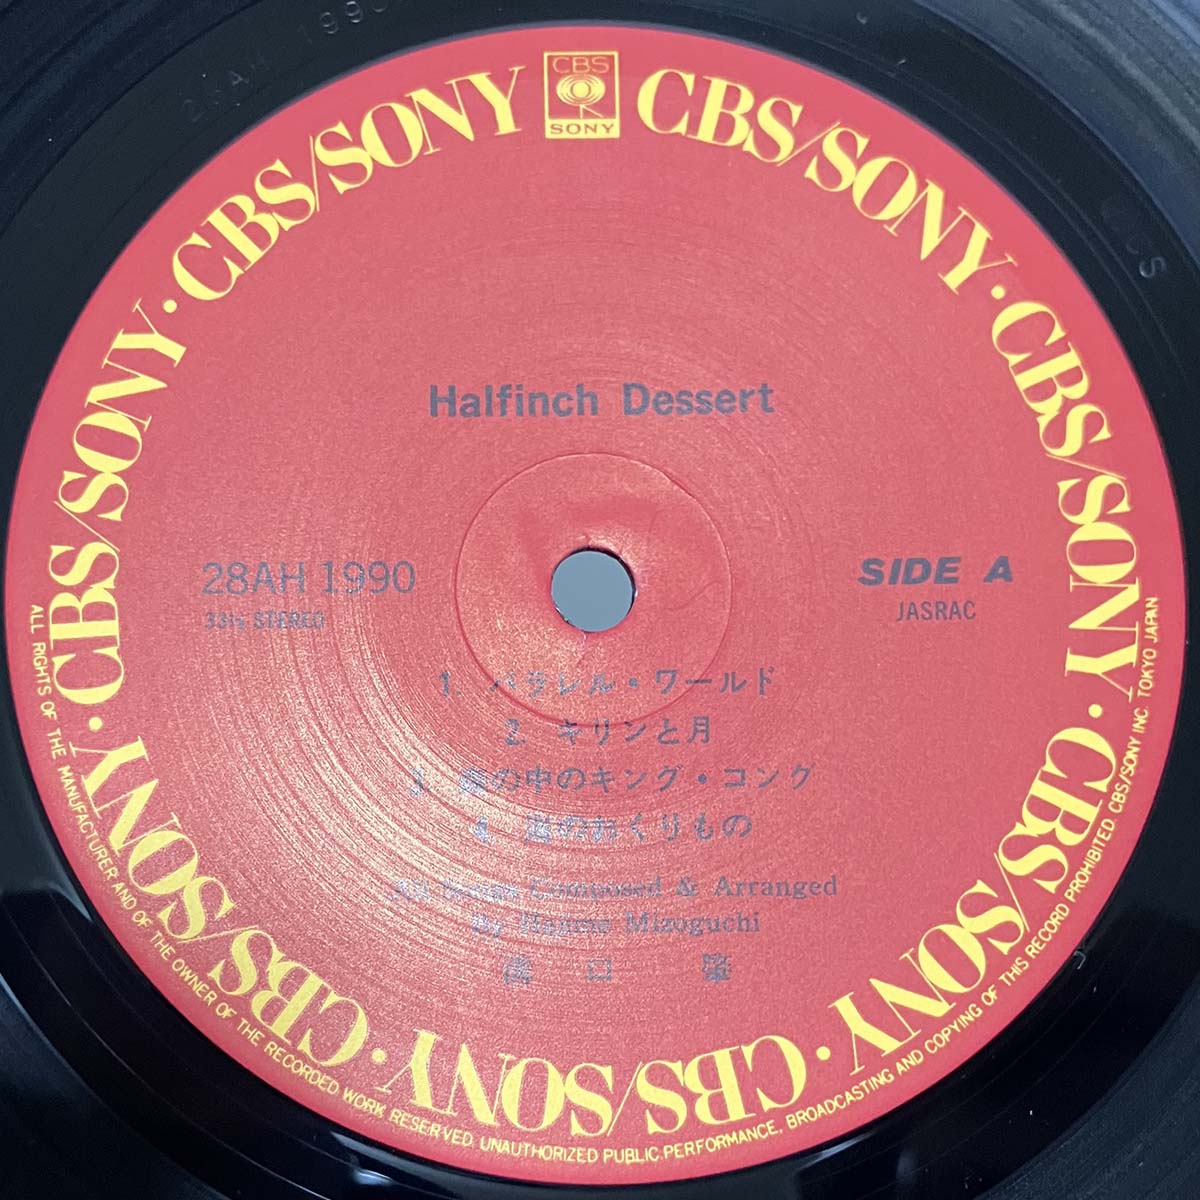 CBS
SONY
CBS/SONY · CBS/SONY · CBS/SONY · CBS/SONY · CBS/SONY · CBS/SONY · CBS/SONY · CBS/SONY
Halfinch Dessert
28AH 1990
33⅓ STEREO
SIDE A
JASRAC
1. パラレル・ワールド
2. キリンと月
3. の中のキング・コング
4. のおくりもの
All Songs Composed & Arranged
By Hajime Mizoguchi
溝口 肇
ALL RIGHTS OF THE MANUFACTURER AND OF THE OWNER OF THE RECORDED WORK RESERVED. UNAUTHORIZED PUBLIC PERFORMANCE, BROADCASTING AND COPYING OF THIS RECORD PROHIBITED. CBS/SONY INC. TOKYO JAPAN